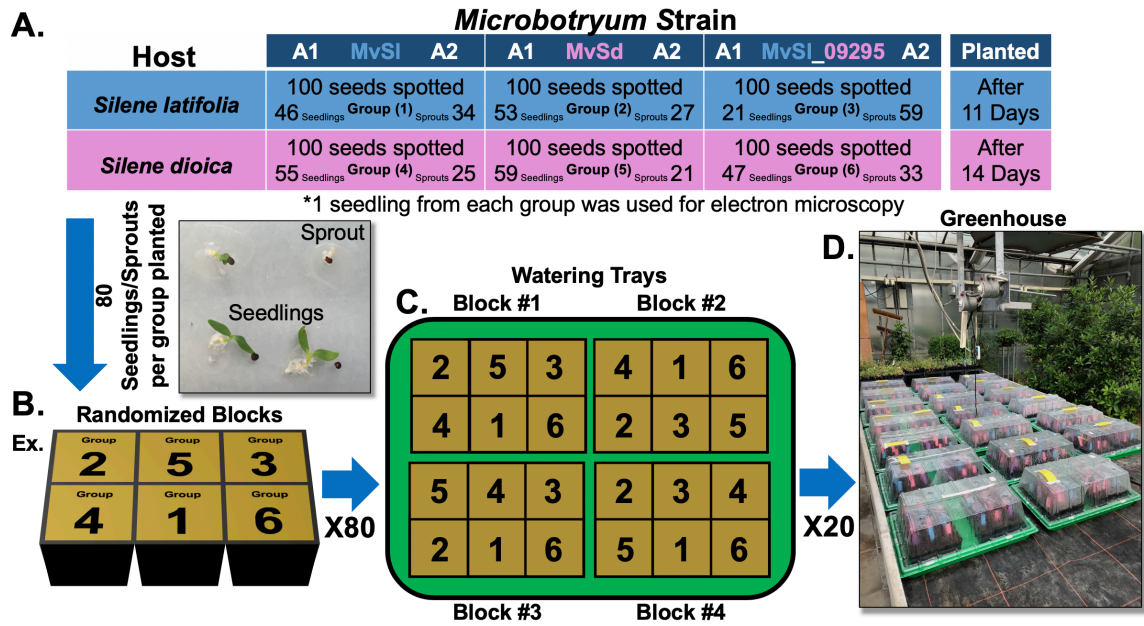 A.
Microbotryum Strain
Host
A1 MvSl A2
A1 MvSd A2
A1 MvSl_09295 A2
Planted
Silene latifolia
100 seeds spotted
46 Seedlings Group (1) Sprouts 34
100 seeds spotted
53 Seedlings Group (2) Sprouts 27
100 seeds spotted
21 Seedlings Group (3) Sprouts 59
After
11 Days
Silene dioica
100 seeds spotted
55 Seedlings Group (4) Sprouts 25
100 seeds spotted
59 Seedlings Group (5) Sprouts 21
100 seeds spotted
47 Seedlings Group (6) Sprouts 33
After
14 Days
*1 seedling from each group was used for electron microscopy
80
Seedlings/Sprouts
per group planted
Sprout
Seedlings
B.
Randomized Blocks
Ex.
Group
2
Group
5
Group
3
Group
4
Group
1
Group
6
X80
Watering Trays
C.
Block #1
Block #2
2 5 3
4 1 6
4 1 6
2 3 5
5 4 3
2 1 6
2 3 4
5 1 6
Block #3
Block #4
X20
Greenhouse
D.